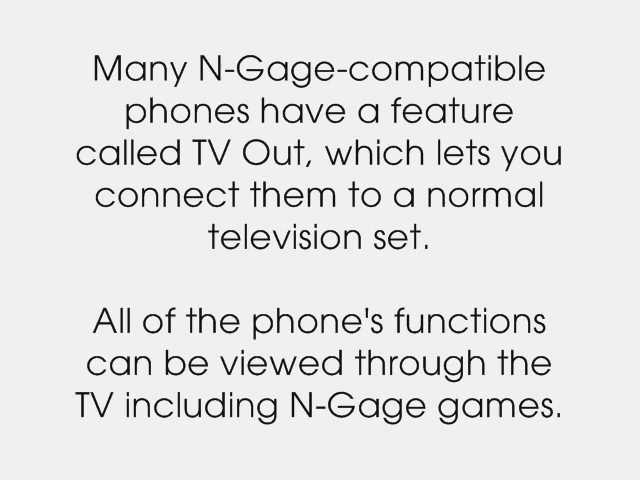 Many N-Gage-compatible
phones have a feature
called TV Out, which lets you
connect them to a normal
television set.
All of the phone's functions
can be viewed through the
TV including N-Gage games.